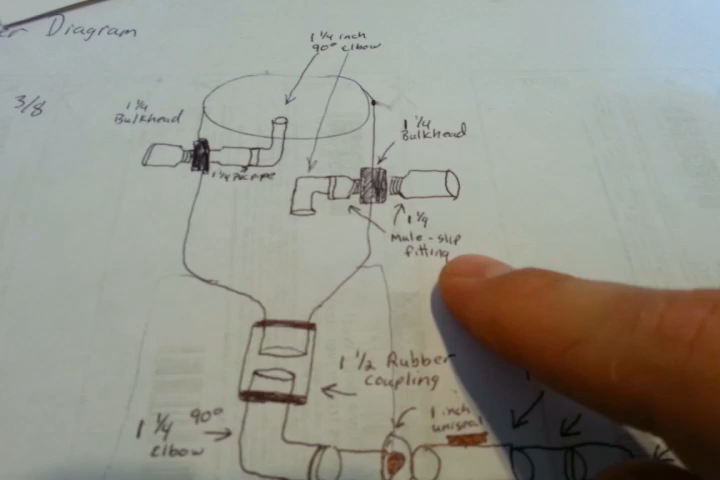 er Diagram
3/8
1 1/4 inch
90° elbow
1 1/4
Bulkhead
1 1/4
Bulkhead
1 1/4 PVC pipe
1 1/4
Male-slip
fitting
1 1/2 Rubber
coupling
1 1/4 90°
elbow
1 inch
uniseal